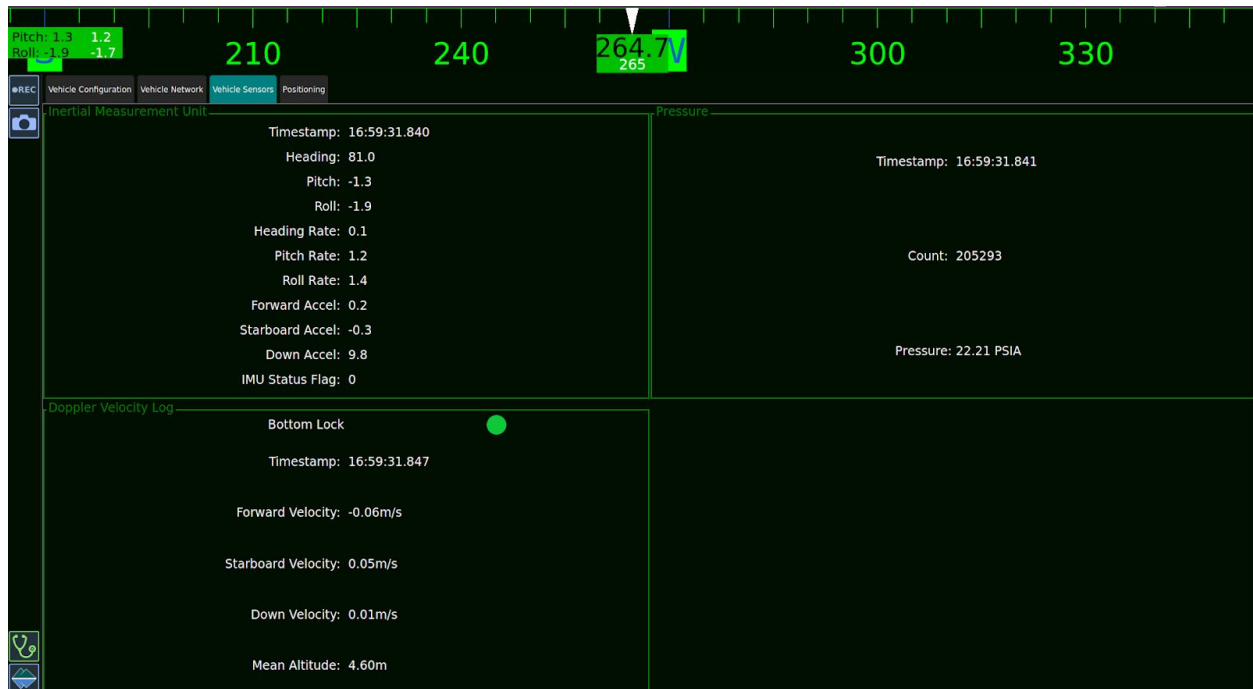 Pitch: 1.3 1.2
Roll: -1.9 -1.7
S 210 240 264.7 W 300 330
265
REC Vehicle Configuration Vehicle Network Vehicle Sensors Positioning
Inertial Measurement Unit
Timestamp: 16:59:31.840
Heading: 81.0
Pitch: -1.3
Roll: -1.9
Heading Rate: 0.1
Pitch Rate: 1.2
Roll Rate: 1.4
Forward Accel: 0.2
Starboard Accel: -0.3
Down Accel: 9.8
IMU Status Flag: 0
Pressure
Timestamp: 16:59:31.841
Count: 205293
Pressure: 22.21 PSIA
Doppler Velocity Log
Bottom Lock
Timestamp: 16:59:31.847
Forward Velocity: -0.06m/s
Starboard Velocity: 0.05m/s
Down Velocity: 0.01m/s
Mean Altitude: 4.60m